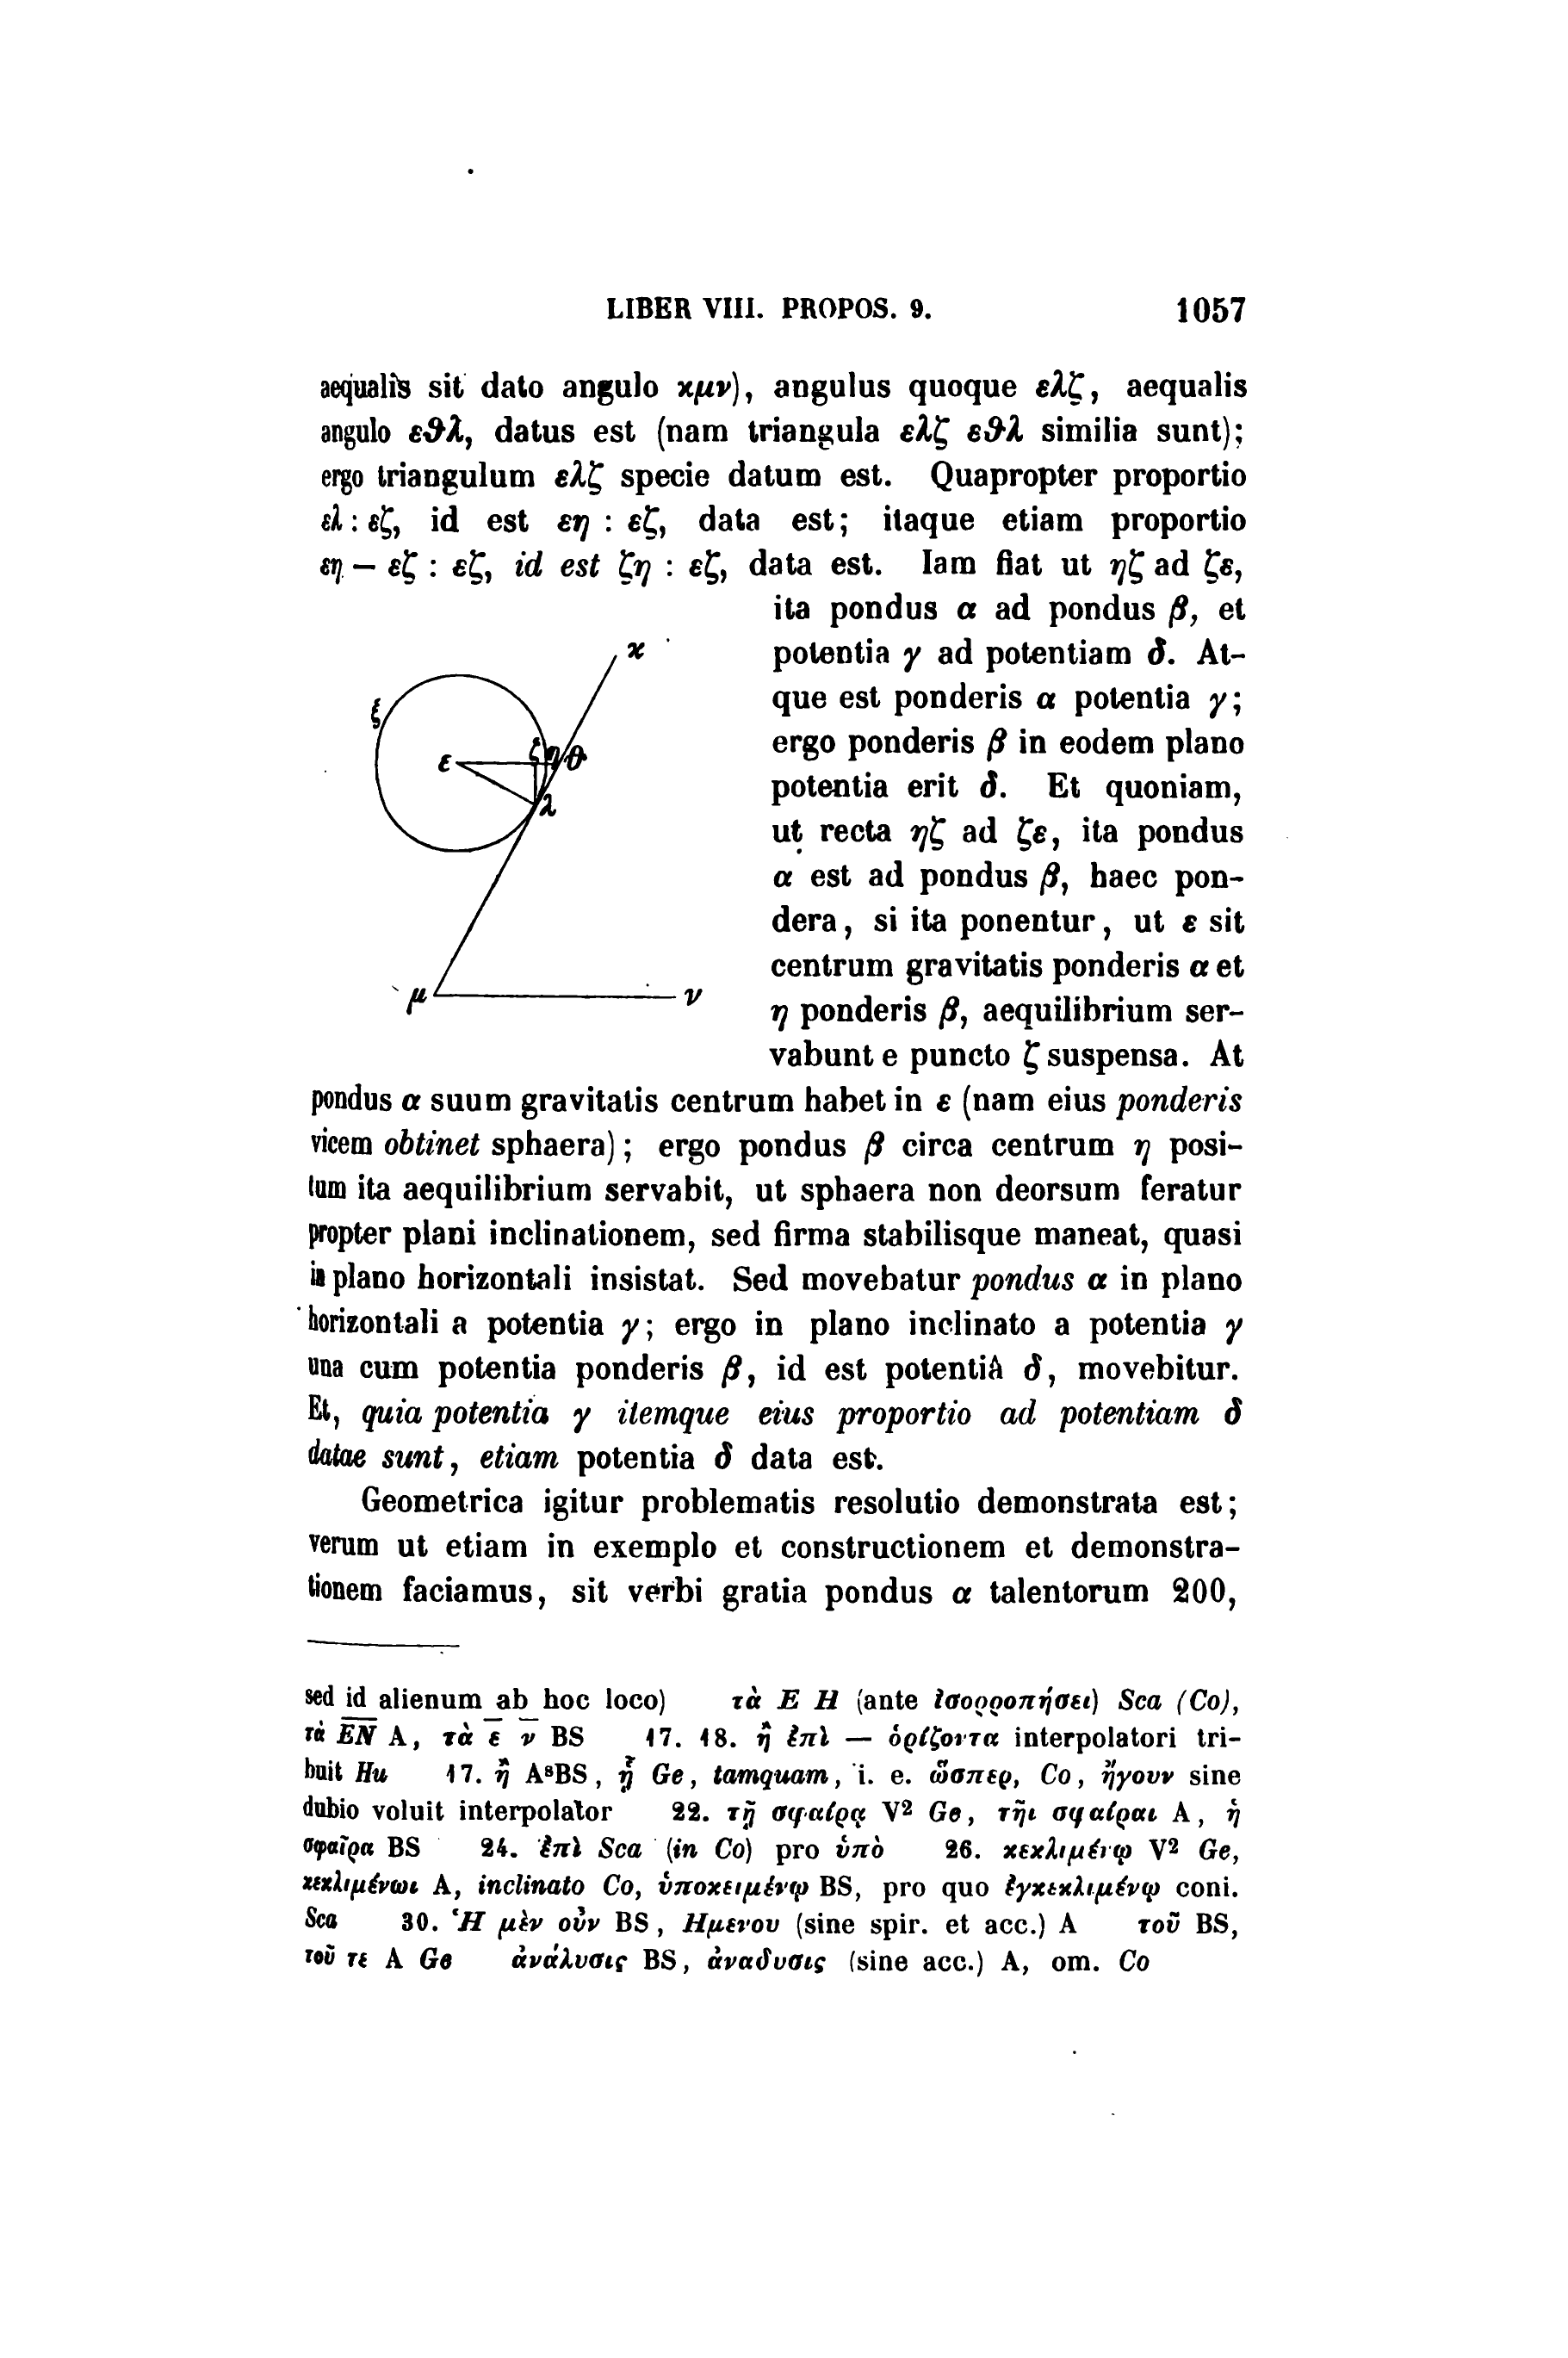 LIBER VIII. PROPOS. 9. 1057
aequalis sit dato angulo κμν), angulus quoque ελζ, aequalis
angulo εϑλ, datus est (nam triangula ελζ εϑλ similia sunt);
ergo triangulum ελζ specie datum est. Quapropter proportio
ελ : εζ, id est εη : εζ, data est; itaque etiam proportio
εη — εζ : εζ, id est ζη : εζ, data est. Iam fiat ut ηζ ad ζε,
ita pondus α ad pondus β, et
potentia γ ad potentiam δ. At-
que est ponderis α potentia γ;
ergo ponderis β in eodem plano
potentia erit δ. Et quoniam,
ut recta ηζ ad ζε, ita pondus
α est ad pondus β, haec pon-
dera, si ita ponentur, ut ε sit
centrum gravitatis ponderis α et
η ponderis β, aequilibrium ser-
vabunt e puncto ζ suspensa. At
κ
ξ
ε
ζ η ϑ
λ
μ
ν
pondus α suum gravitatis centrum habet in ε (nam eius ponderis
vicem obtinet sphaera); ergo pondus β circa centrum η posi-
tum ita aequilibrium servabit, ut sphaera non deorsum feratur
propter plani inclinationem, sed firma stabilisque maneat, quasi
in plano horizontali insistat. Sed movebatur pondus α in plano
horizontali a potentia γ; ergo in plano inclinato a potentia γ
una cum potentia ponderis β, id est potentiâ δ, movebitur.
Et, quia potentia γ itemque eius proportio ad potentiam δ
datae sunt, etiam potentia δ data est.
Geometrica igitur problematis resolutio demonstrata est;
verum ut etiam in exemplo et constructionem et demonstra-
tionem faciamus, sit verbi gratia pondus α talentorum 200,
sed id alienum ab hoc loco) τὰ Ε Η (ante ἰσορροπήσει) Sca (Co),
τὰ Ε̅Ν̅ A, τὰ ε̅ ν̅ BS 17. 18. ἢ ἐπὶ — ὁρίζοντα interpolatori tri-
buit Hu 17. ἢ AˢBS, ᾗ Ge, tamquam, i. e. ὥσπερ, Co, ἤγουν sine
dubio voluit interpolator 22. τῇ σφαίρᾳ V² Ge, τῆι σφαίραι A, ἡ
σφαῖρα BS 24. ἐπὶ Sca (in Co) pro ὑπὸ 26. κεκλιμένῳ V² Ge,
κεκλιμένωι A, inclinato Co, ὑποκειμένῳ BS, pro quo ἐγκεκλιμένῳ coni.
Sca 30. Ἡ μὲν οὖν BS, Ημενου (sine spir. et acc.) A τοῦ BS,
τοῦ τε A Ge ἀνάλυσις BS, ἀναδυσις (sine acc.) A, om. Co